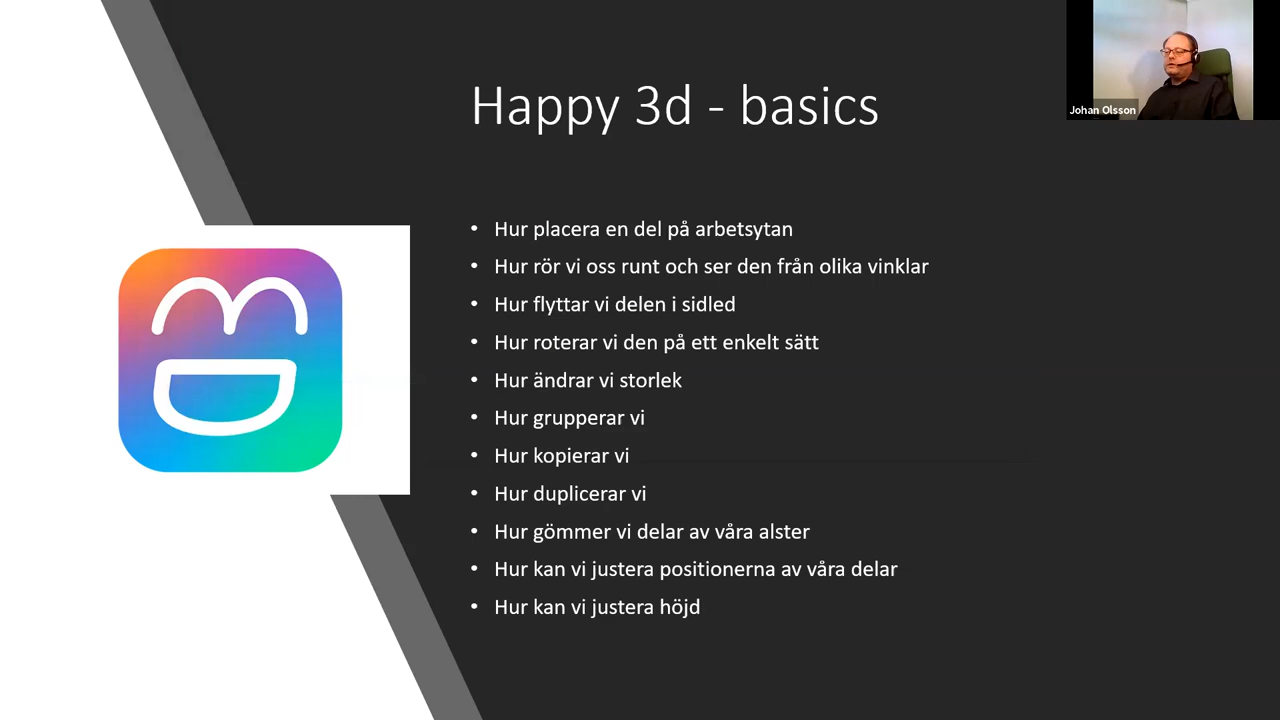 Happy 3d - basics
Johan Olsson
• Hur placera en del på arbetsytan
• Hur rör vi oss runt och ser den från olika vinklar
• Hur flyttar vi delen i sidled
• Hur roterar vi den på ett enkelt sätt
• Hur ändrar vi storlek
• Hur grupperar vi
• Hur kopierar vi
• Hur duplicerar vi
• Hur gömmer vi delar av våra alster
• Hur kan vi justera positionerna av våra delar
• Hur kan vi justera höjd